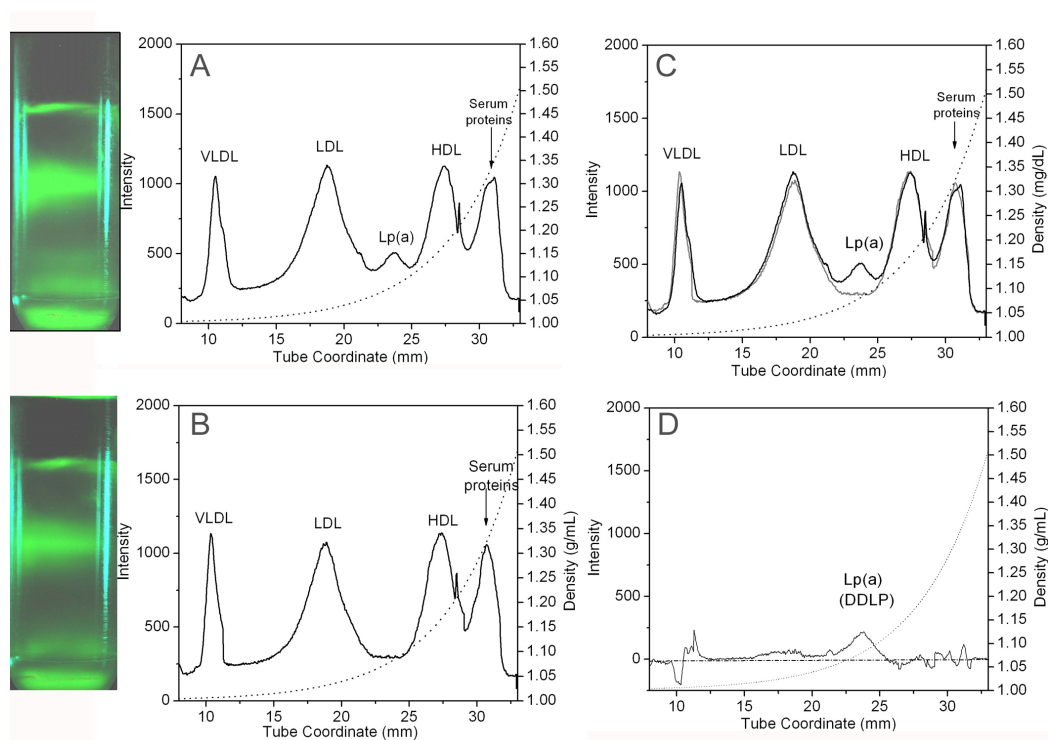 A
2000
1500
1000
500
0
Intensity
VLDL
LDL
Lp(a)
HDL
Serum
proteins
1.60
1.55
1.50
1.45
1.40
1.35
1.30
1.25
1.20
1.15
1.10
1.05
1.00
10 15 20 25 30
Tube Coordinate (mm)
C
2000
1500
1000
500
0
Intensity
VLDL
LDL
Lp(a)
HDL
Serum
proteins
1.60
1.55
1.50
1.45
1.40
1.35
1.30
1.25
1.20
1.15
1.10
1.05
1.00
Density (mg/dL)
10 15 20 25 30
Tube Coordinate (mm)
B
2000
1500
1000
500
0
Intensity
VLDL
LDL
HDL
Serum
proteins
1.60
1.55
1.50
1.45
1.40
1.35
1.30
1.25
1.20
1.15
1.10
1.05
1.00
Density (g/mL)
10 15 20 25 30
Tube Coordinate (mm)
D
2000
1500
1000
500
0
Intensity
Lp(a)
(DDLP)
1.60
1.55
1.50
1.45
1.40
1.35
1.30
1.25
1.20
1.15
1.10
1.05
1.00
Density (g/mL)
10 15 20 25 30
Tube Coordinate (mm)